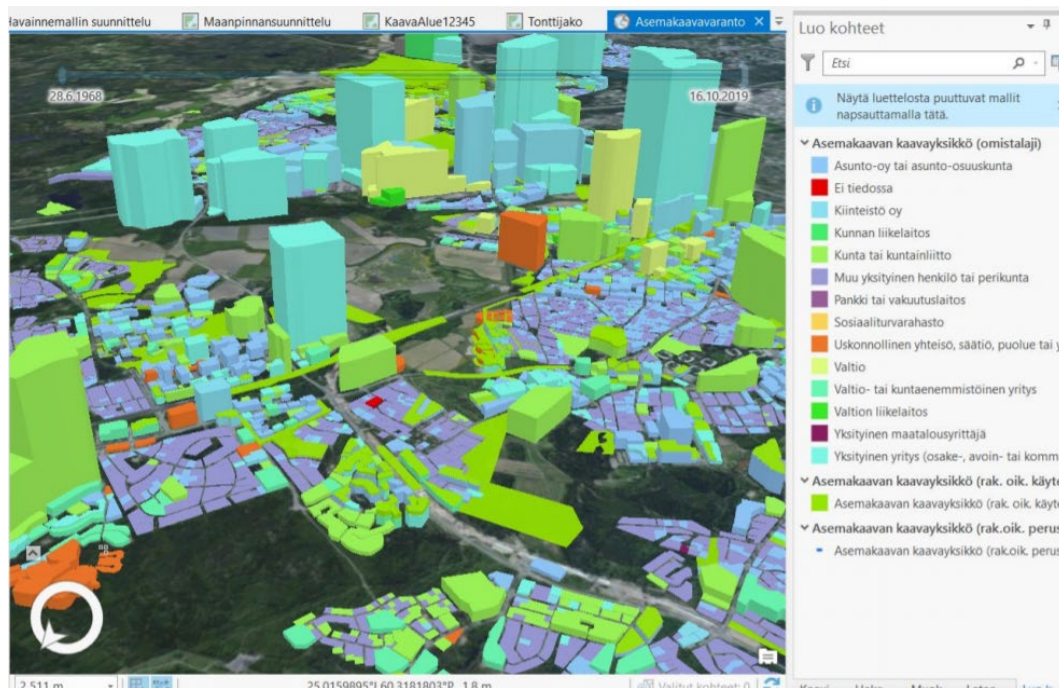 Havainnemallin suunnittelu Maanpinnansuunnittelu KaavaAlue12345 Tonttijako Asemakaavavaranto
28.6.1968 16.10.2019
Luo kohteet
Etsi
Näytä luettelosta puuttuvat mallit
napsauttamalla tätä.
Asemakaavan kaavayksikkö (omistalaji)
Asunto-oy tai asunto-osuuskunta
Ei tiedossa
Kiinteistö oy
Kunnan liikelaitos
Kunta tai kuntainliitto
Muu yksityinen henkilö tai perikunta
Pankki tai vakuutuslaitos
Sosiaaliturvarahasto
Uskonnollinen yhteisö, säätiö, puolue tai y
Valtio
Valtio- tai kuntaenemmistöinen yritys
Valtion liikelaitos
Yksityinen maatalousyrittäjä
Yksityinen yritys (osake-, avoin- tai komm
Asemakaavan kaavayksikkö (rak. oik. käyte
Asemakaavan kaavayksikkö (rak. oik. käyte
Asemakaavan kaavayksikkö (rak.oik. perus
Asemakaavan kaavayksikkö (rak.oik. perus
2 511 m 25,0159895°I 60,3181803°P 1,8 m Valitut kohteet: 0